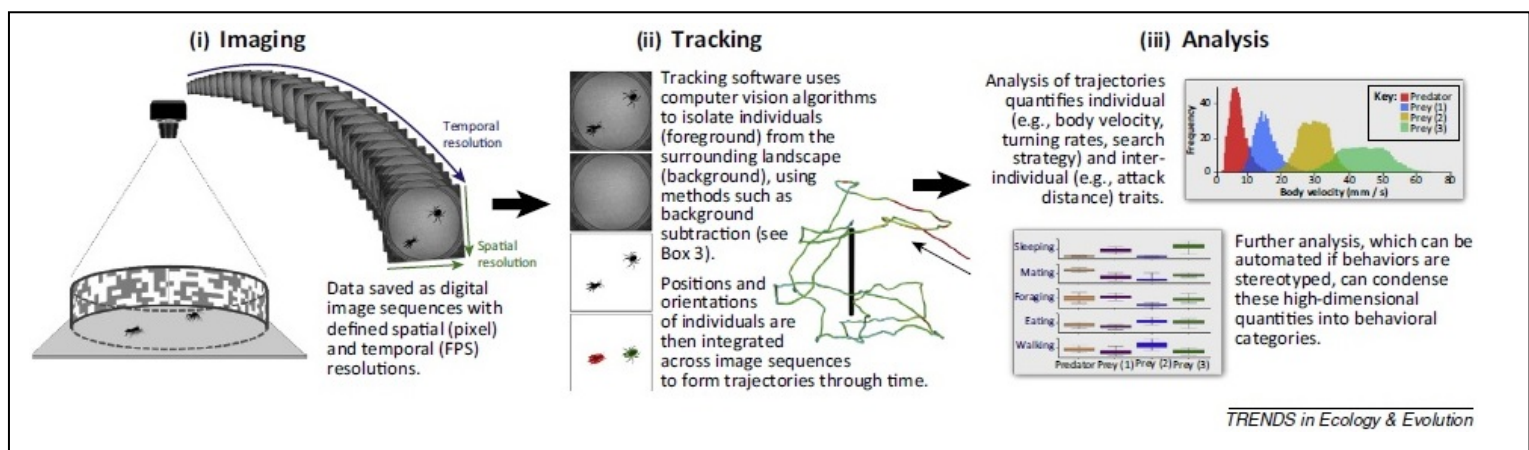 (i) Imaging
Temporal
resolution
Spatial
resolution
Data saved as digital
image sequences with
defined spatial (pixel)
and temporal (FPS)
resolutions.
(ii) Tracking
Tracking software uses
computer vision algorithms
to isolate individuals
(foreground) from the
surrounding landscape
(background), using
methods such as
background
subtraction (see
Box 3).
Positions and
orientations
of individuals are
then integrated
across image sequences
to form trajectories through time.
(iii) Analysis
Analysis of trajectories
quantifies individual
(e.g., body velocity,
turning rates, search
strategy) and inter-
individual (e.g., attack
distance) traits.
Frequency
40
20
0
Key: Predator
Prey (1)
Prey (2)
Prey (3)
0 10 20 30 40 50 60 80
Body velocity (mm / s)
Sleeping
Mating
Foraging
Eating
Walking
Predator Prey (1) Prey (2) Prey (3)
Further analysis, which can be
automated if behaviors are
stereotyped, can condense
these high-dimensional
quantities into behavioral
categories.
TRENDS in Ecology & Evolution